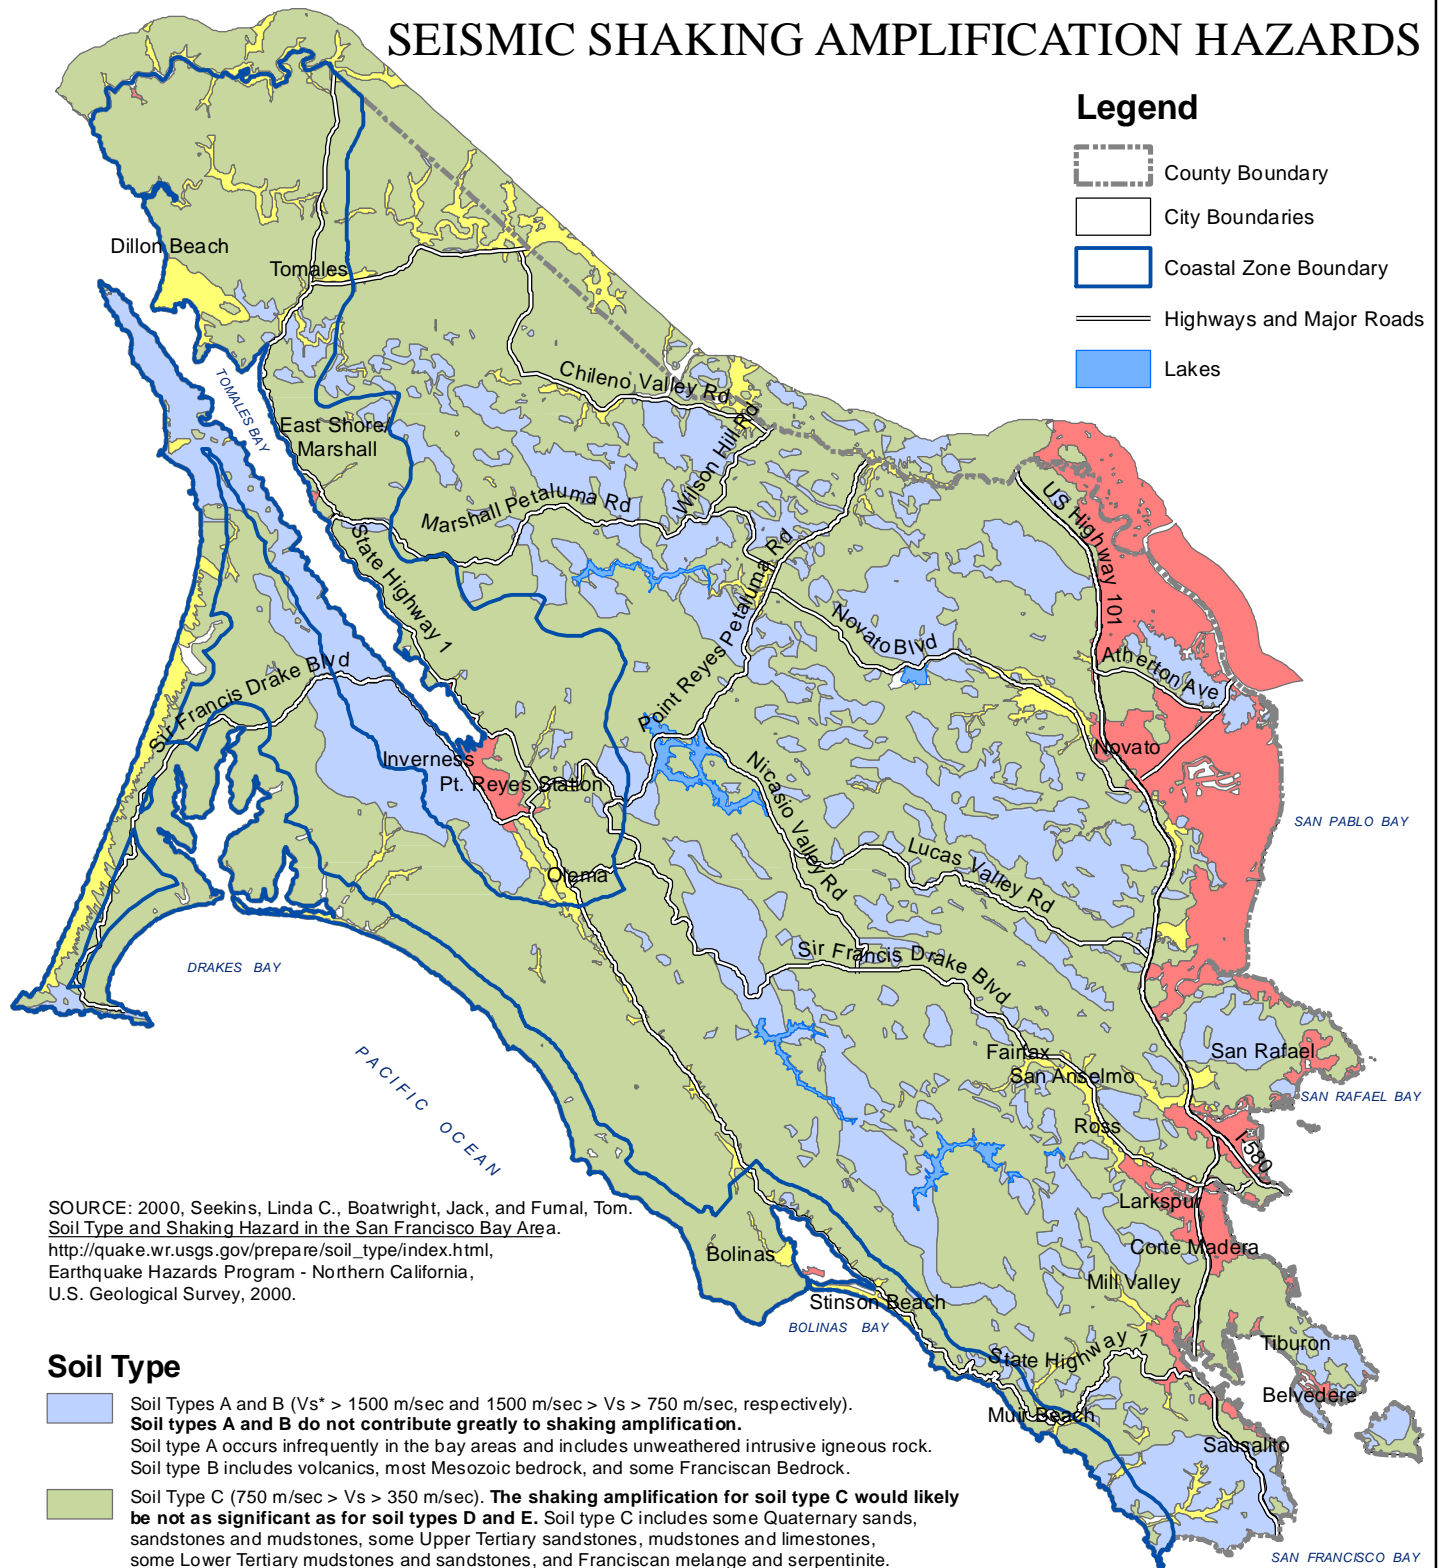 SEISMIC SHAKING AMPLIFICATION HAZARDS
Legend
County Boundary
City Boundaries
Coastal Zone Boundary
Highways and Major Roads
Lakes
Dillon Beach
Tomales
TOMALES BAY
Chileno Valley Rd
East Shore/
Marshall
Wilson Hill Rd
Marshall Petaluma Rd
US Highway 101
State Highway 1
Point Reyes Petaluma Rd
Novato Blvd
Atherton Ave
Sir Francis Drake Blvd
Novato
Inverness
Pt. Reyes Station
Nicasio Valley Rd
SAN PABLO BAY
Lucas Valley Rd
Olema
Sir Francis Drake Blvd
DRAKES BAY
PACIFIC OCEAN
Fairfax
San Rafael
San Anselmo
SAN RAFAEL BAY
Ross
I-580
Larkspur
Corte Madera
Bolinas
Mill Valley
Stinson Beach
BOLINAS BAY
State Highway 1
Tiburon
Belvedere
Muir Beach
Sausalito
SAN FRANCISCO BAY
SOURCE: 2000, Seekins, Linda C., Boatwright, Jack, and Fumal, Tom.
Soil Type and Shaking Hazard in the San Francisco Bay Area.
http://quake.wr.usgs.gov/prepare/soil_type/index.html,
Earthquake Hazards Program - Northern California,
U.S. Geological Survey, 2000.
Soil Type
Soil Types A and B (Vs* > 1500 m/sec and 1500 m/sec > Vs > 750 m/sec, respectively).
Soil types A and B do not contribute greatly to shaking amplification.
Soil type A occurs infrequently in the bay areas and includes unweathered intrusive igneous rock.
Soil type B includes volcanics, most Mesozoic bedrock, and some Franciscan Bedrock.
Soil Type C (750 m/sec > Vs > 350 m/sec). The shaking amplification for soil type C would likely
be not as significant as for soil types D and E. Soil type C includes some Quaternary sands,
sandstones and mudstones, some Upper Tertiary sandstones, mudstones and limestones,
some Lower Tertiary mudstones and sandstones, and Franciscan melange and serpentinite.